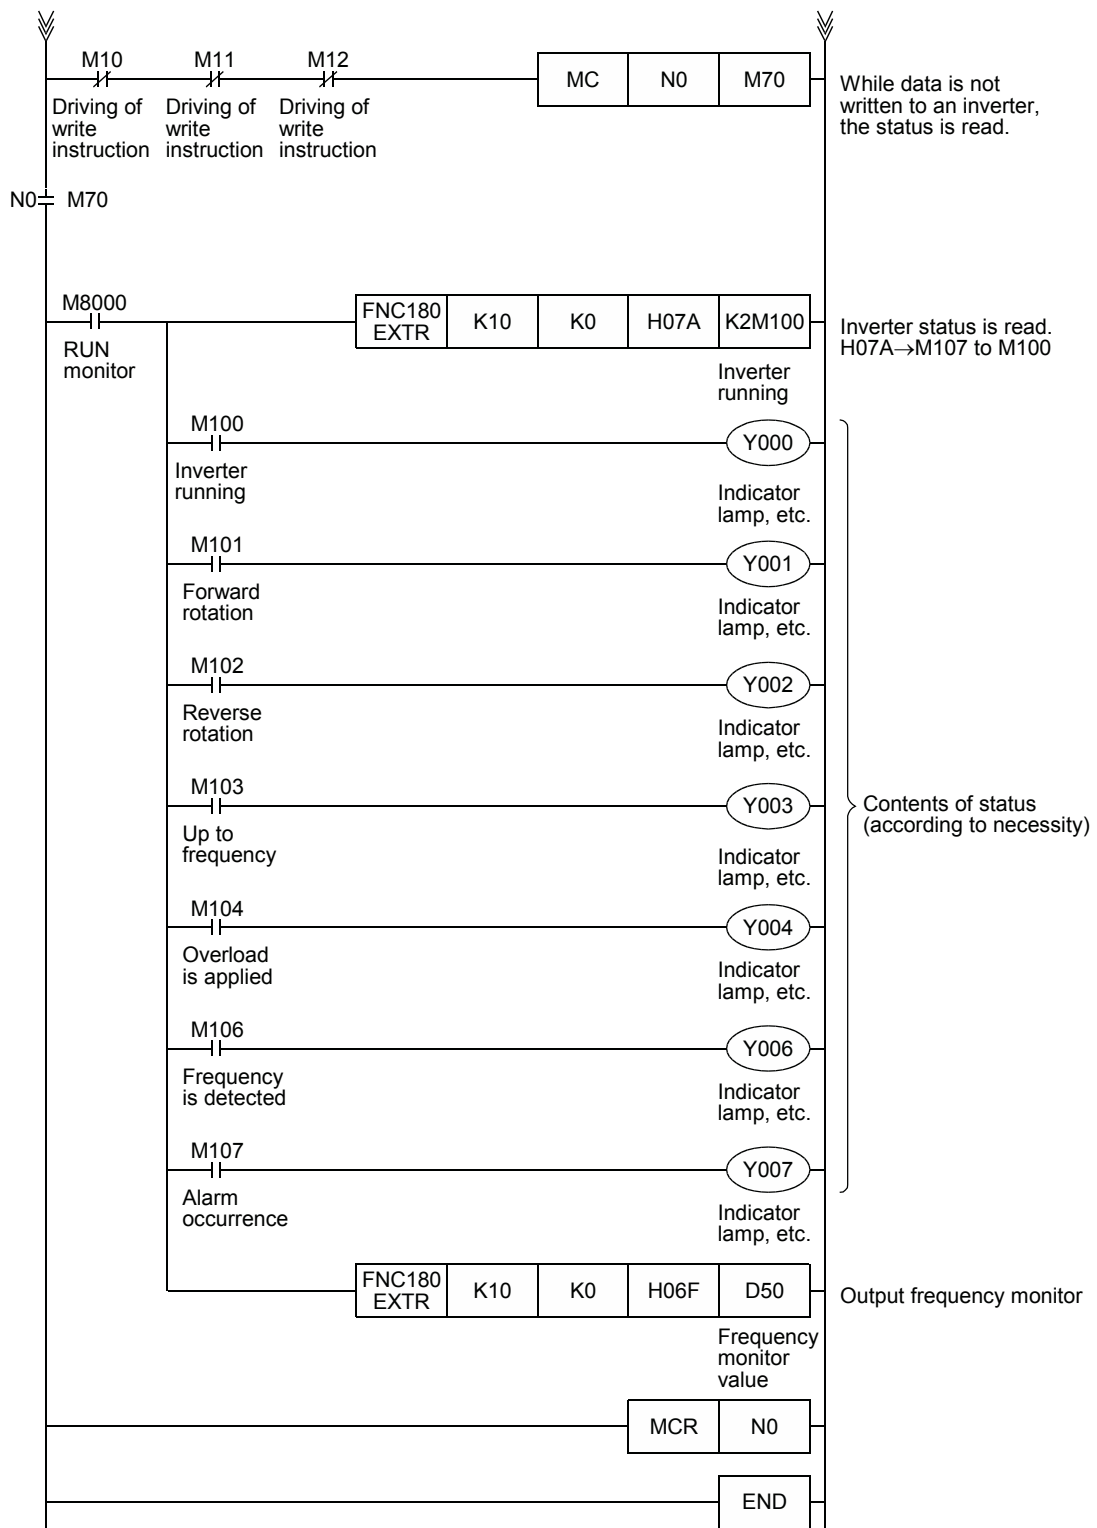 M10 M11 M12
MC N0 M70
Driving of write instruction
Driving of write instruction
Driving of write instruction
While data is not
written to an inverter,
the status is read.
N0 M70
M8000
RUN
monitor
FNC180
EXTR
K10 K0 H07A K2M100
Inverter
running
Inverter status is read.
H07A→M107 to M100
M100
Inverter
running
Y000
Indicator
lamp, etc.
M101
Forward
rotation
Y001
Indicator
lamp, etc.
M102
Reverse
rotation
Y002
Indicator
lamp, etc.
M103
Up to
frequency
Y003
Indicator
lamp, etc.
Contents of status
(according to necessity)
M104
Overload
is applied
Y004
Indicator
lamp, etc.
M106
Frequency
is detected
Y006
Indicator
lamp, etc.
M107
Alarm
occurrence
Y007
Indicator
lamp, etc.
FNC180
EXTR
K10 K0 H06F D50
Frequency
monitor
value
Output frequency monitor
MCR N0
END